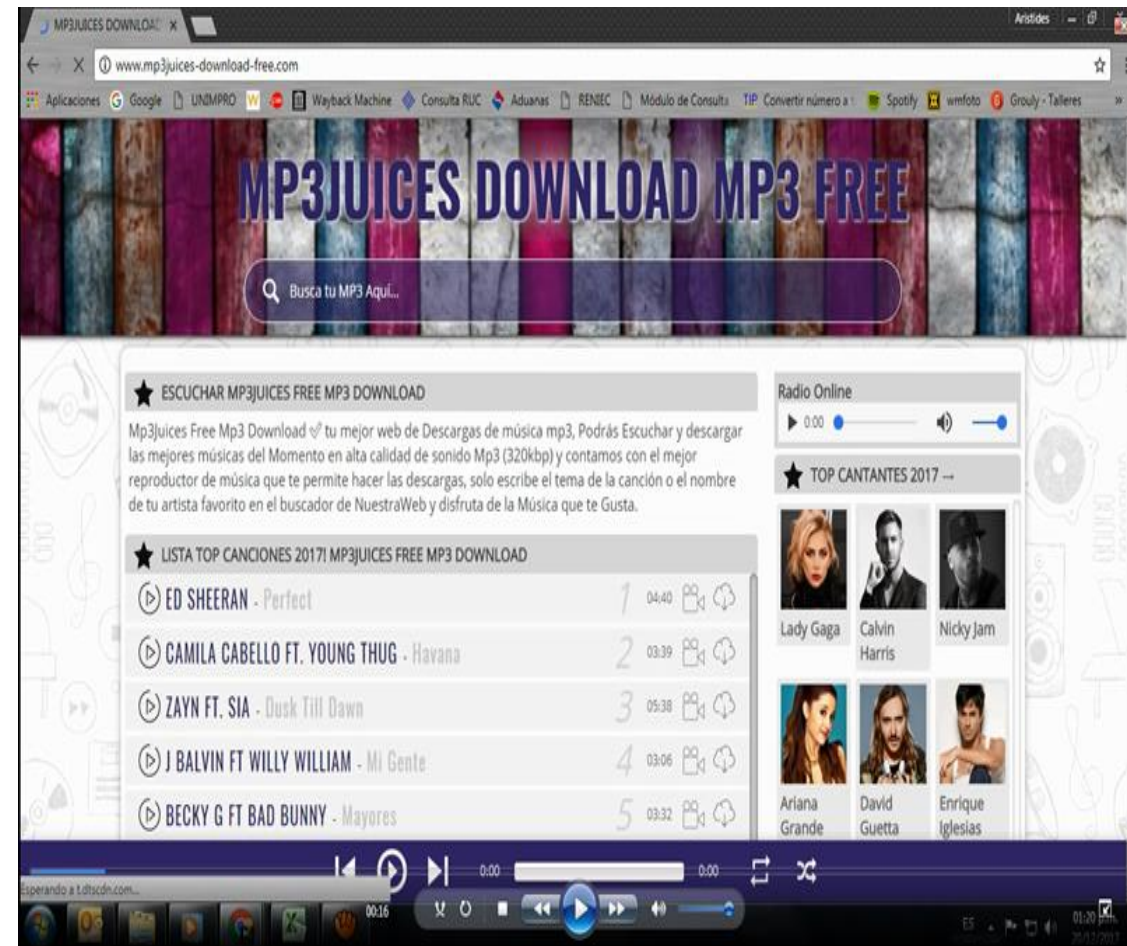 MP3JUICES DOWNLOAD
Aristides
www.mp3juices-download-free.com
Aplicaciones Google UNIMPRO Wayback Machine Consulta RUC Aduanas RENIEC Módulo de Consulta TIP Convertir número a Spotify wmfoto Grouly - Talleres »
MP3JUICES DOWNLOAD MP3 FREE
Busca tu MP3 Aquí...
ESCUCHAR MP3JUICES FREE MP3 DOWNLOAD
Mp3Juices Free Mp3 Download ✅ tu mejor web de Descargas de música mp3, Podrás Escuchar y descargar
las mejores músicas del Momento en alta calidad de sonido Mp3 (320kbp) y contamos con el mejor
reproductor de música que te permite hacer las descargas, solo escribe el tema de la canción o el nombre
de tu artista favorito en el buscador de NuestraWeb y disfruta de la Música que te Gusta.
LISTA TOP CANCIONES 2017! MP3JUICES FREE MP3 DOWNLOAD
ED SHEERAN - Perfect 1 04:40
CAMILA CABELLO FT. YOUNG THUG - Havana 2 03:39
ZAYN FT. SIA - Dusk Till Dawn 3 05:38
J BALVIN FT WILLY WILLIAM - Mi Gente 4 03:06
BECKY G FT BAD BUNNY - Mayores 5 03:32
Radio Online
0:00
TOP CANTANTES 2017 →
Lady Gaga
Calvin
Harris
Nicky Jam
Ariana
Grande
David
Guetta
Enrique
Iglesias
0:00 0:00
Esperando a t.dtscdn.com...
00:16
ES
01:20 p.m.